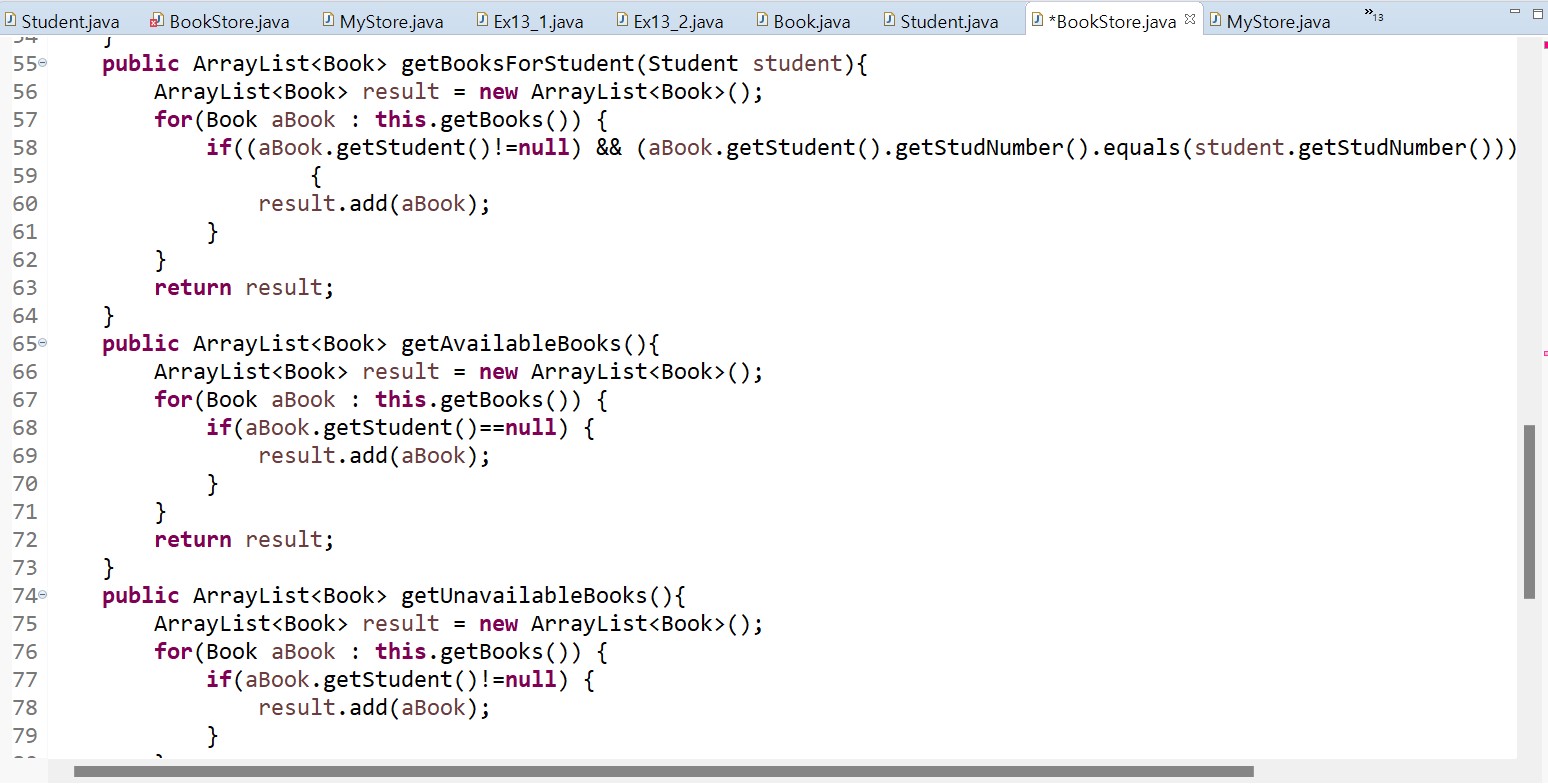 Student.java BookStore.java MyStore.java Ex13_1.java Ex13_2.java Book.java Student.java *BookStore.java MyStore.java »13
54 }
55 public ArrayList<Book> getBooksForStudent(Student student){
56 ArrayList<Book> result = new ArrayList<Book>();
57 for(Book aBook : this.getBooks()) {
58 if((aBook.getStudent()!=null) && (aBook.getStudent().getStudNumber().equals(student.getStudNumber()))
59 {
60 result.add(aBook);
61 }
62 }
63 return result;
64 }
65 public ArrayList<Book> getAvailableBooks(){
66 ArrayList<Book> result = new ArrayList<Book>();
67 for(Book aBook : this.getBooks()) {
68 if(aBook.getStudent()==null) {
69 result.add(aBook);
70 }
71 }
72 return result;
73 }
74 public ArrayList<Book> getUnavailableBooks(){
75 ArrayList<Book> result = new ArrayList<Book>();
76 for(Book aBook : this.getBooks()) {
77 if(aBook.getStudent()!=null) {
78 result.add(aBook);
79 }